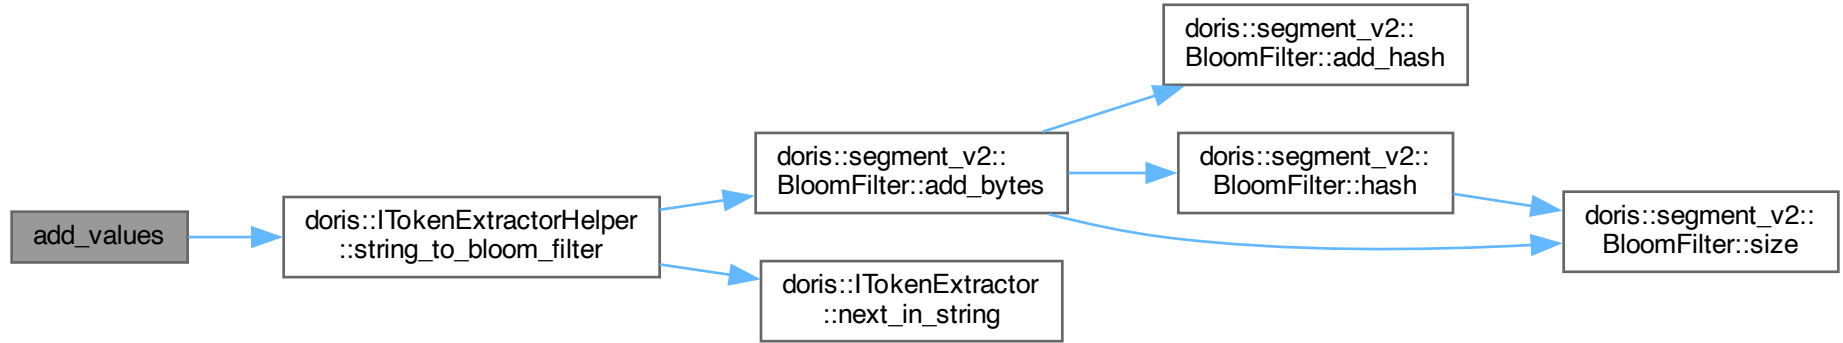 add_values
doris::ITokenExtractorHelper
::string_to_bloom_filter
doris::segment_v2::
BloomFilter::add_bytes
doris::ITokenExtractor
::next_in_string
doris::segment_v2::
BloomFilter::add_hash
doris::segment_v2::
BloomFilter::hash
doris::segment_v2::
BloomFilter::size